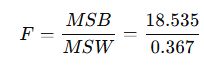 F = MSB / MSW = 18.535 / 0.367